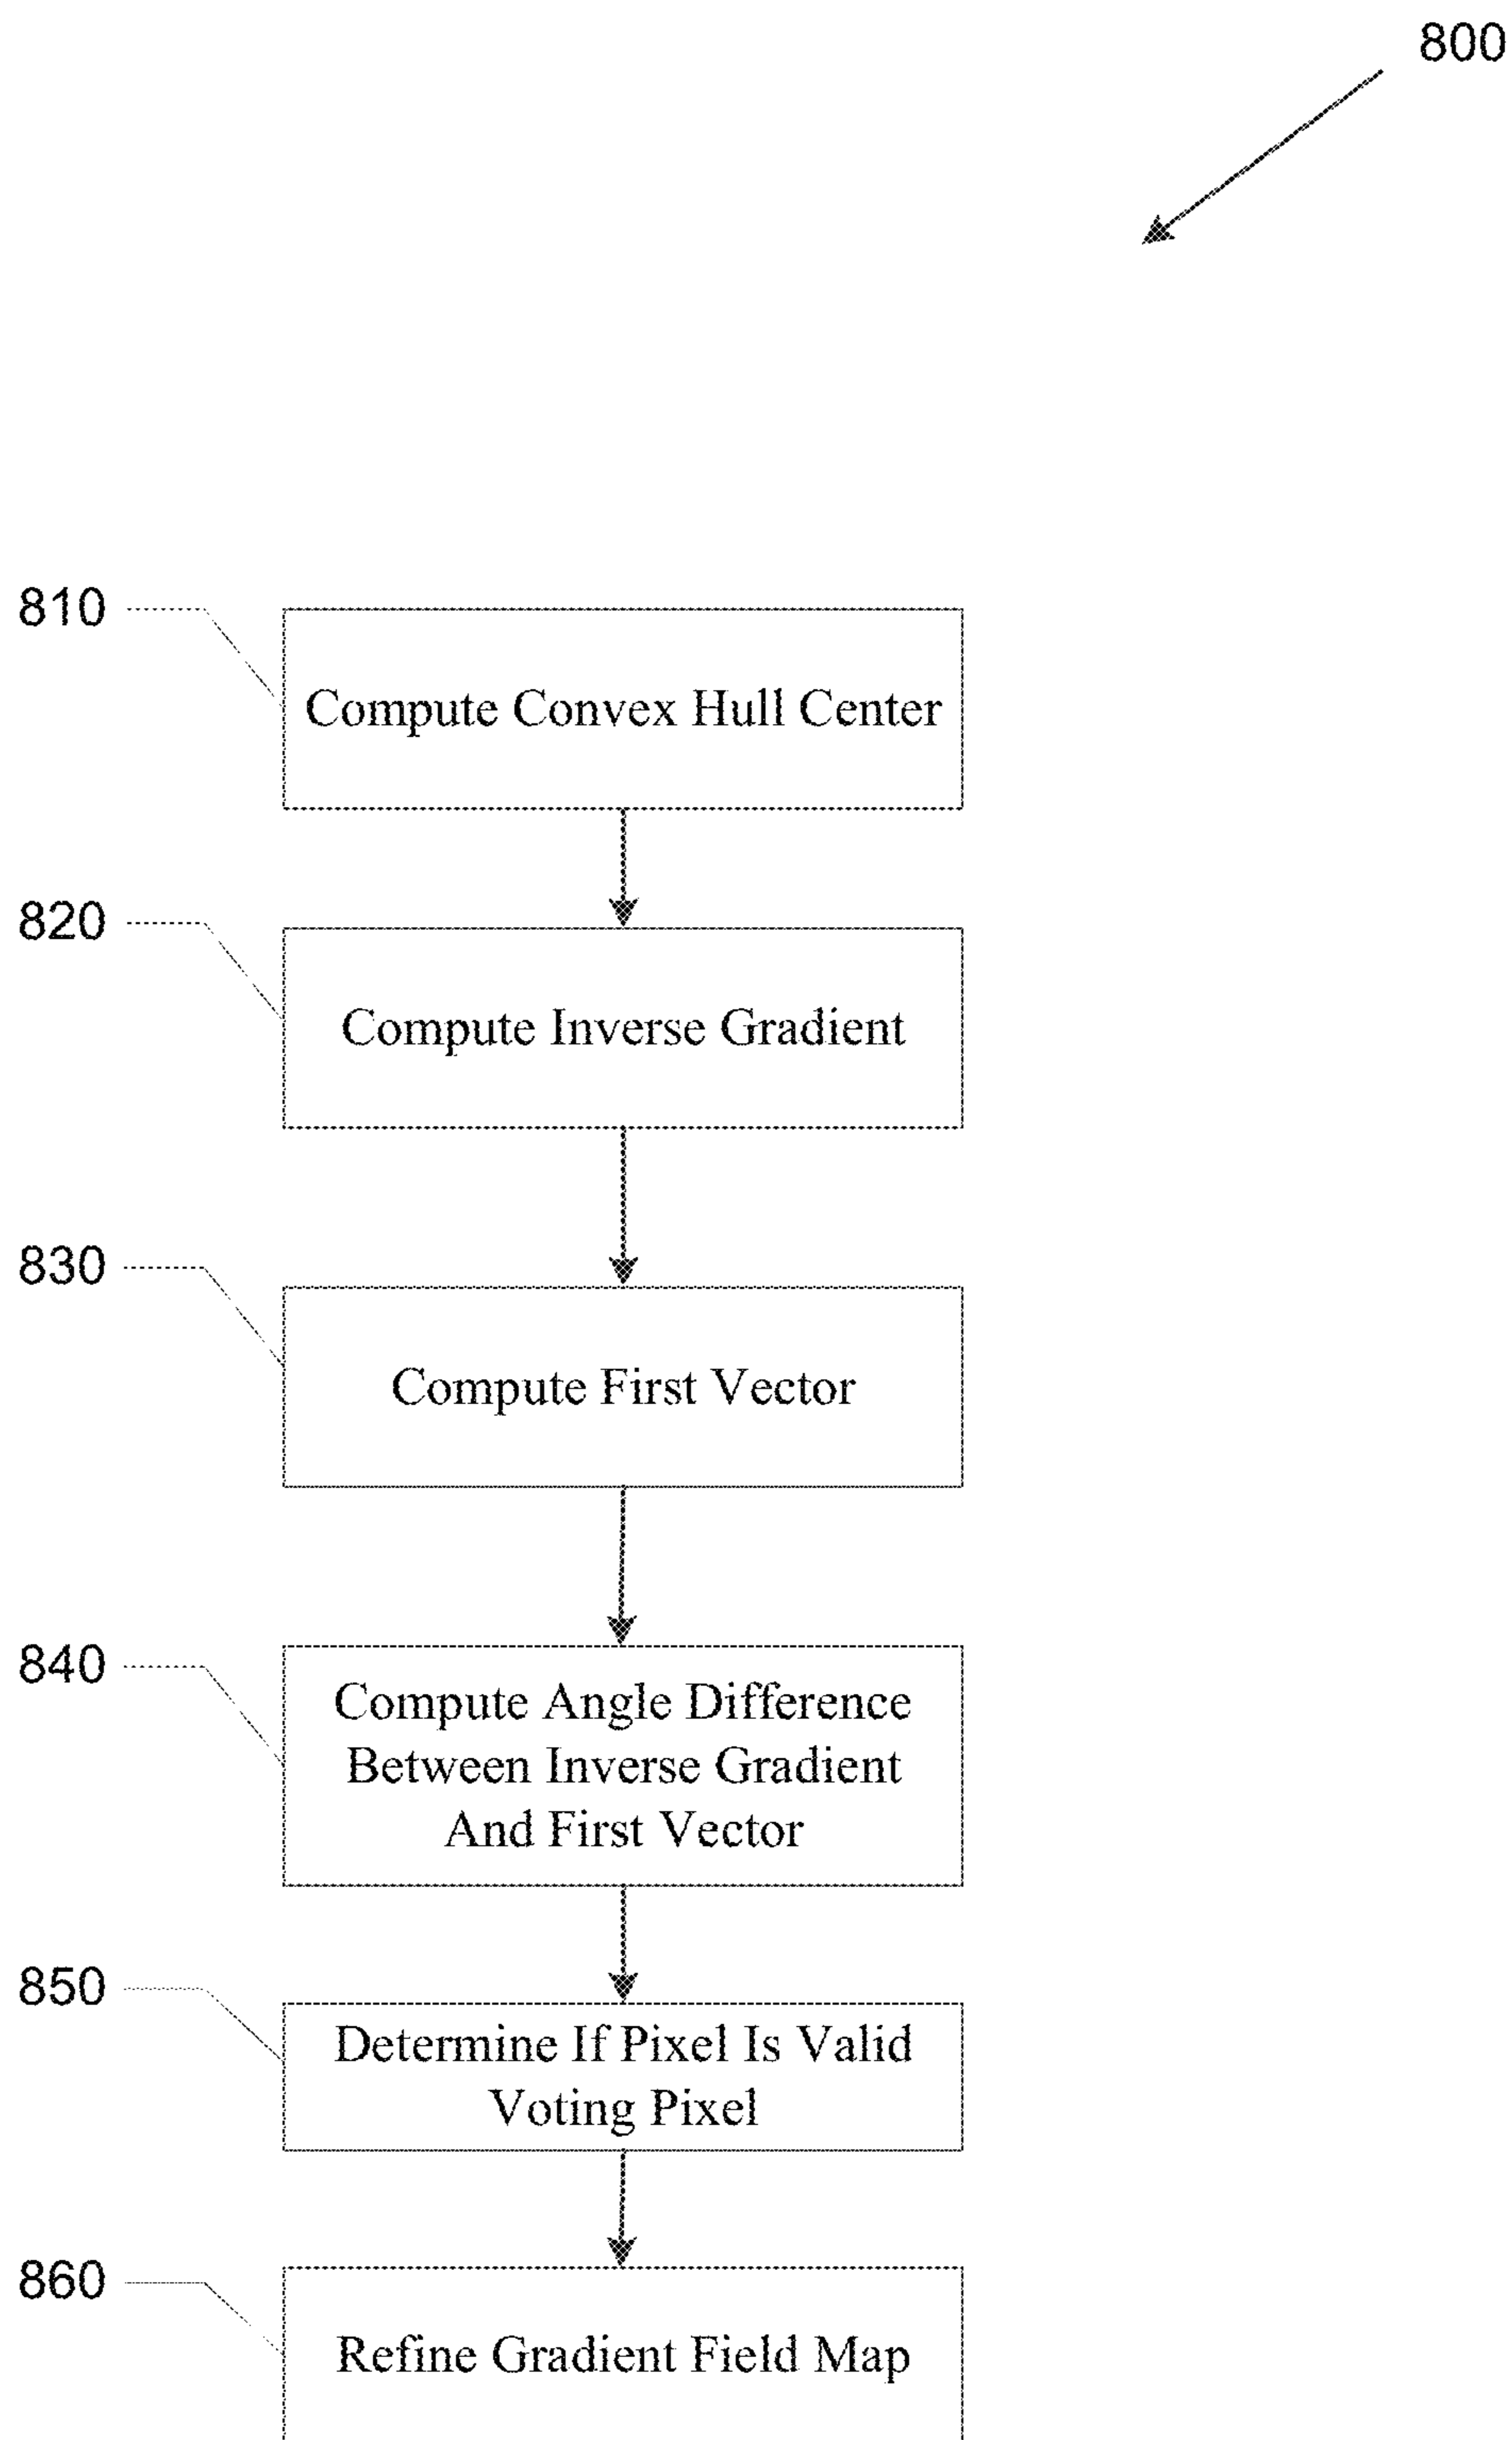 800
810
Compute Convex Hull Center
820
Compute Inverse Gradient
830
Compute First Vector
840
Compute Angle Difference
Between Inverse Gradient
And First Vector
850
Determine If Pixel Is Valid
Voting Pixel
860
Refine Gradient Field Map